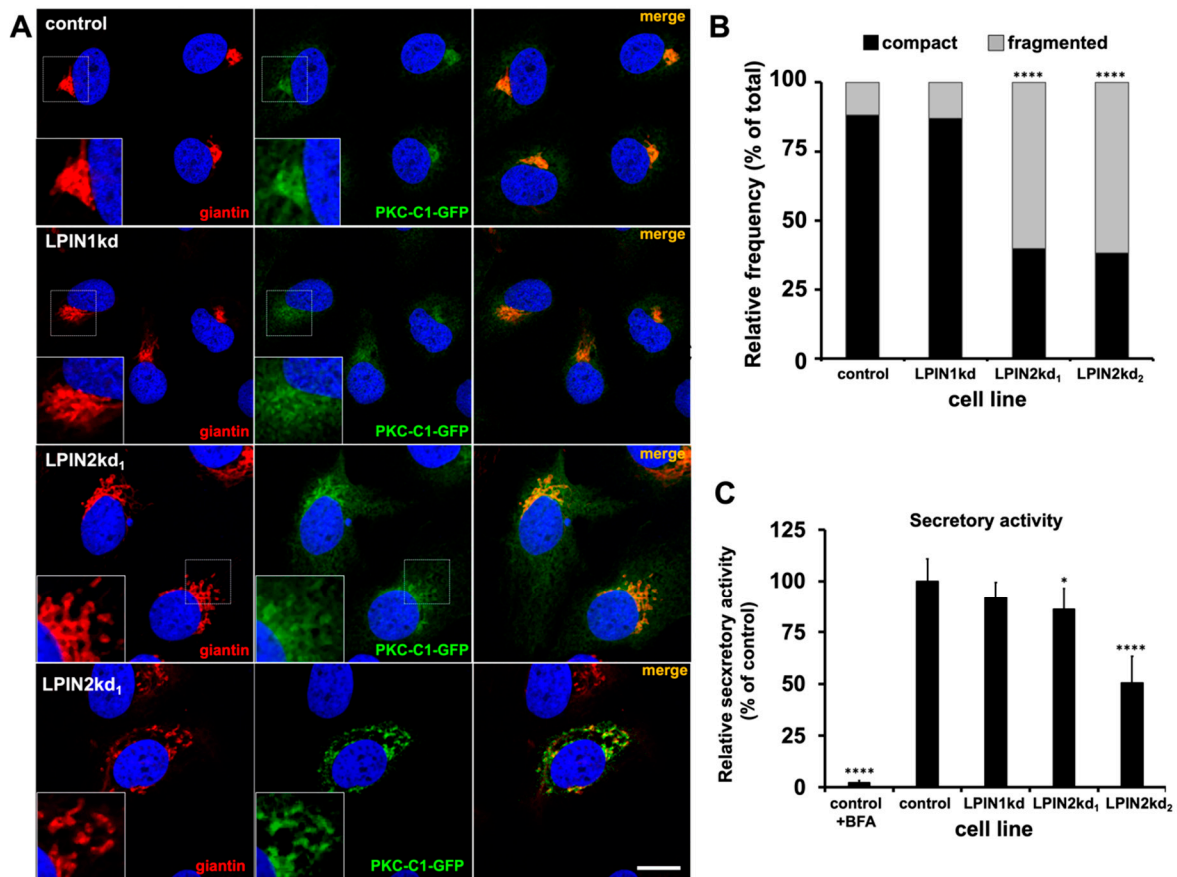 A
control
merge
giantin
PKC-C1-GFP
LPIN1kd
merge
giantin
PKC-C1-GFP
LPIN2kd₁
merge
giantin
PKC-C1-GFP
LPIN2kd₁
merge
giantin
PKC-C1-GFP
B
compact fragmented
Relative frequency (% of total)
100
75
50
25
0
**** ****
control LPIN1kd LPIN2kd₁ LPIN2kd₂
cell line
C
Secretory activity
Relative secxretory activity
(% of control)
125
100
75
50
25
0
****
*
****
control
+BFA
control LPIN1kd LPIN2kd₁ LPIN2kd₂
cell line